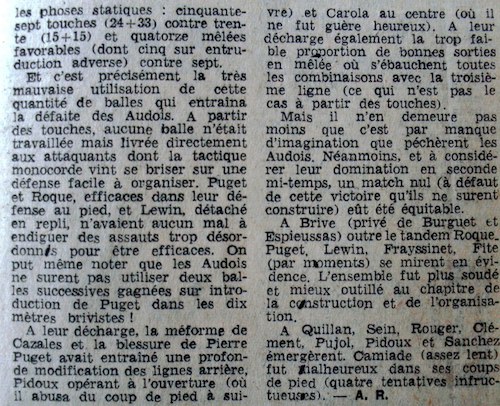 les phoses statiques : cinquante-
sept touches (24+33) contre tren-
te (15+15) et quatorze mêlées
favorables (dont cinq sur entru-
duction adverse) contre sept.
Et c'est précisément la très
mauvaise utilisation de cette
quantité de balles qui entraîna
la défaite des Audois. A partir
des touches, aucune balle n'était
travaillée mais livrée directement
aux attaquants dont la tactique
monocorde vint se briser sur une
défense facile à organiser. Puget
et Roque, efficaces dans leur dé-
fense au pied, et Lewin, détaché
en repli, n'avaient aucun mal à
endiguer des assauts trop désor-
donnés pour être efficaces. On
put même noter que les Audois
ne surent pas utiliser deux bal-
les successives gagnées sur intro-
duction de Puget dans les dix
mètres brivistes !
A leur décharge, la méforme de
Cazales et la blessure de Pierre
Puget avait entraîné une profon-
de modification des lignes arrière,
Pidoux opérant à l'ouverture (où
il abusa du coup de pied à sui-
vre) et Carola au centre (où il
ne fut guère heureux). A leur
décharge également la trop fai-
ble proportion de bonnes sorties
en mêlée où s'ébauchent toutes
les combinaisons avec la troisiè-
me ligne (ce qui n'est pas le
cas à partir des touches).
Mais il n'en demeure pas
moins que c'est par manque
d'imagination que péchèrent les
Audois. Néanmoins, et à considé-
rer leur domination en seconde
mi-temps, un match nul (à défaut
de cette victoire qu'ils ne surent
construire) eût été équitable.
A Brive (privé de Burguet et
Espieussas) outre le tandem Roque,
Puget, Lewin, Frayssinet, Fite
(par moments) se mirent en évi-
dence. L'ensemble fut plus soudé
et mieux outillé au chapitre de
la construction et de l'organisa-
tion.
A Quillan, Sein, Rouger, Clé-
ment, Pujol, Pidoux et Sanchez
émergèrent. Camiade (assez lent)
fut malheureux dans ses coups
de pied (quatre tentatives infruc-
tueuses). — A. R.